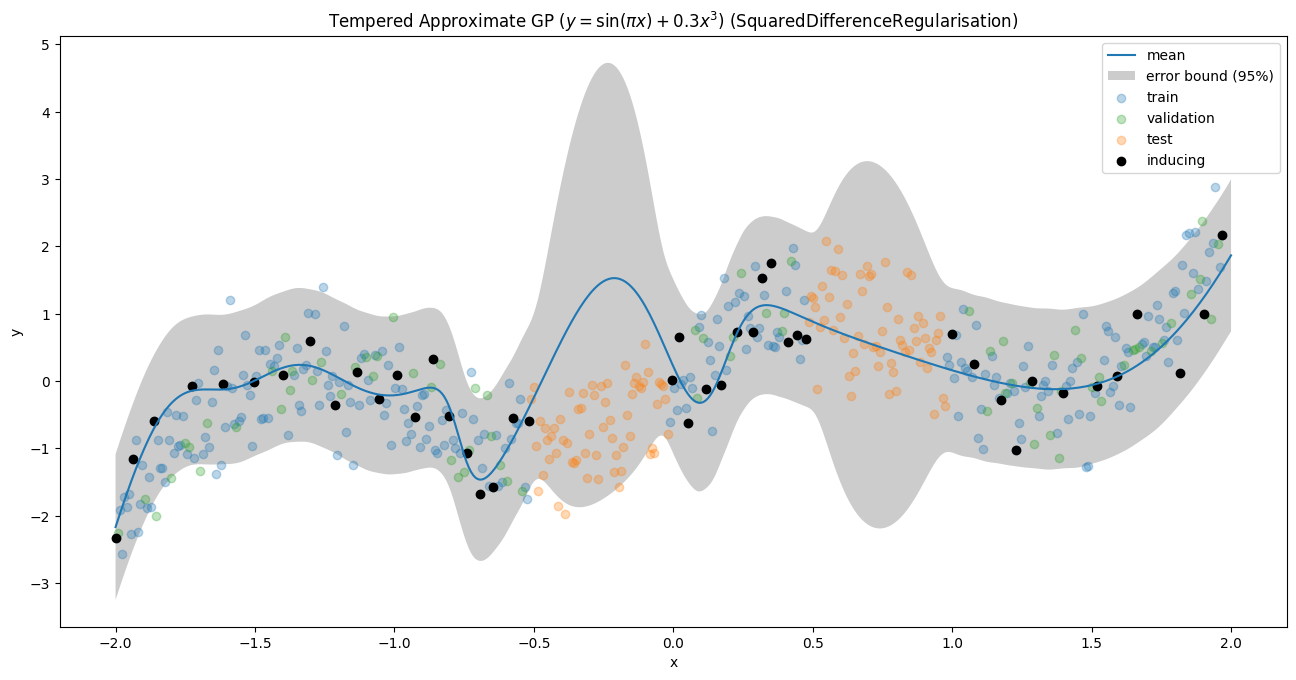 Tempered Approximate GP (y = sin(πx) + 0.3x³) (SquaredDifferenceRegularisation)
mean
error bound (95%)
train
validation
test
inducing
5
4
3
2
1
0
−1
−2
−3
y
−2.0 −1.5 −1.0 −0.5 0.0 0.5 1.0 1.5 2.0
x